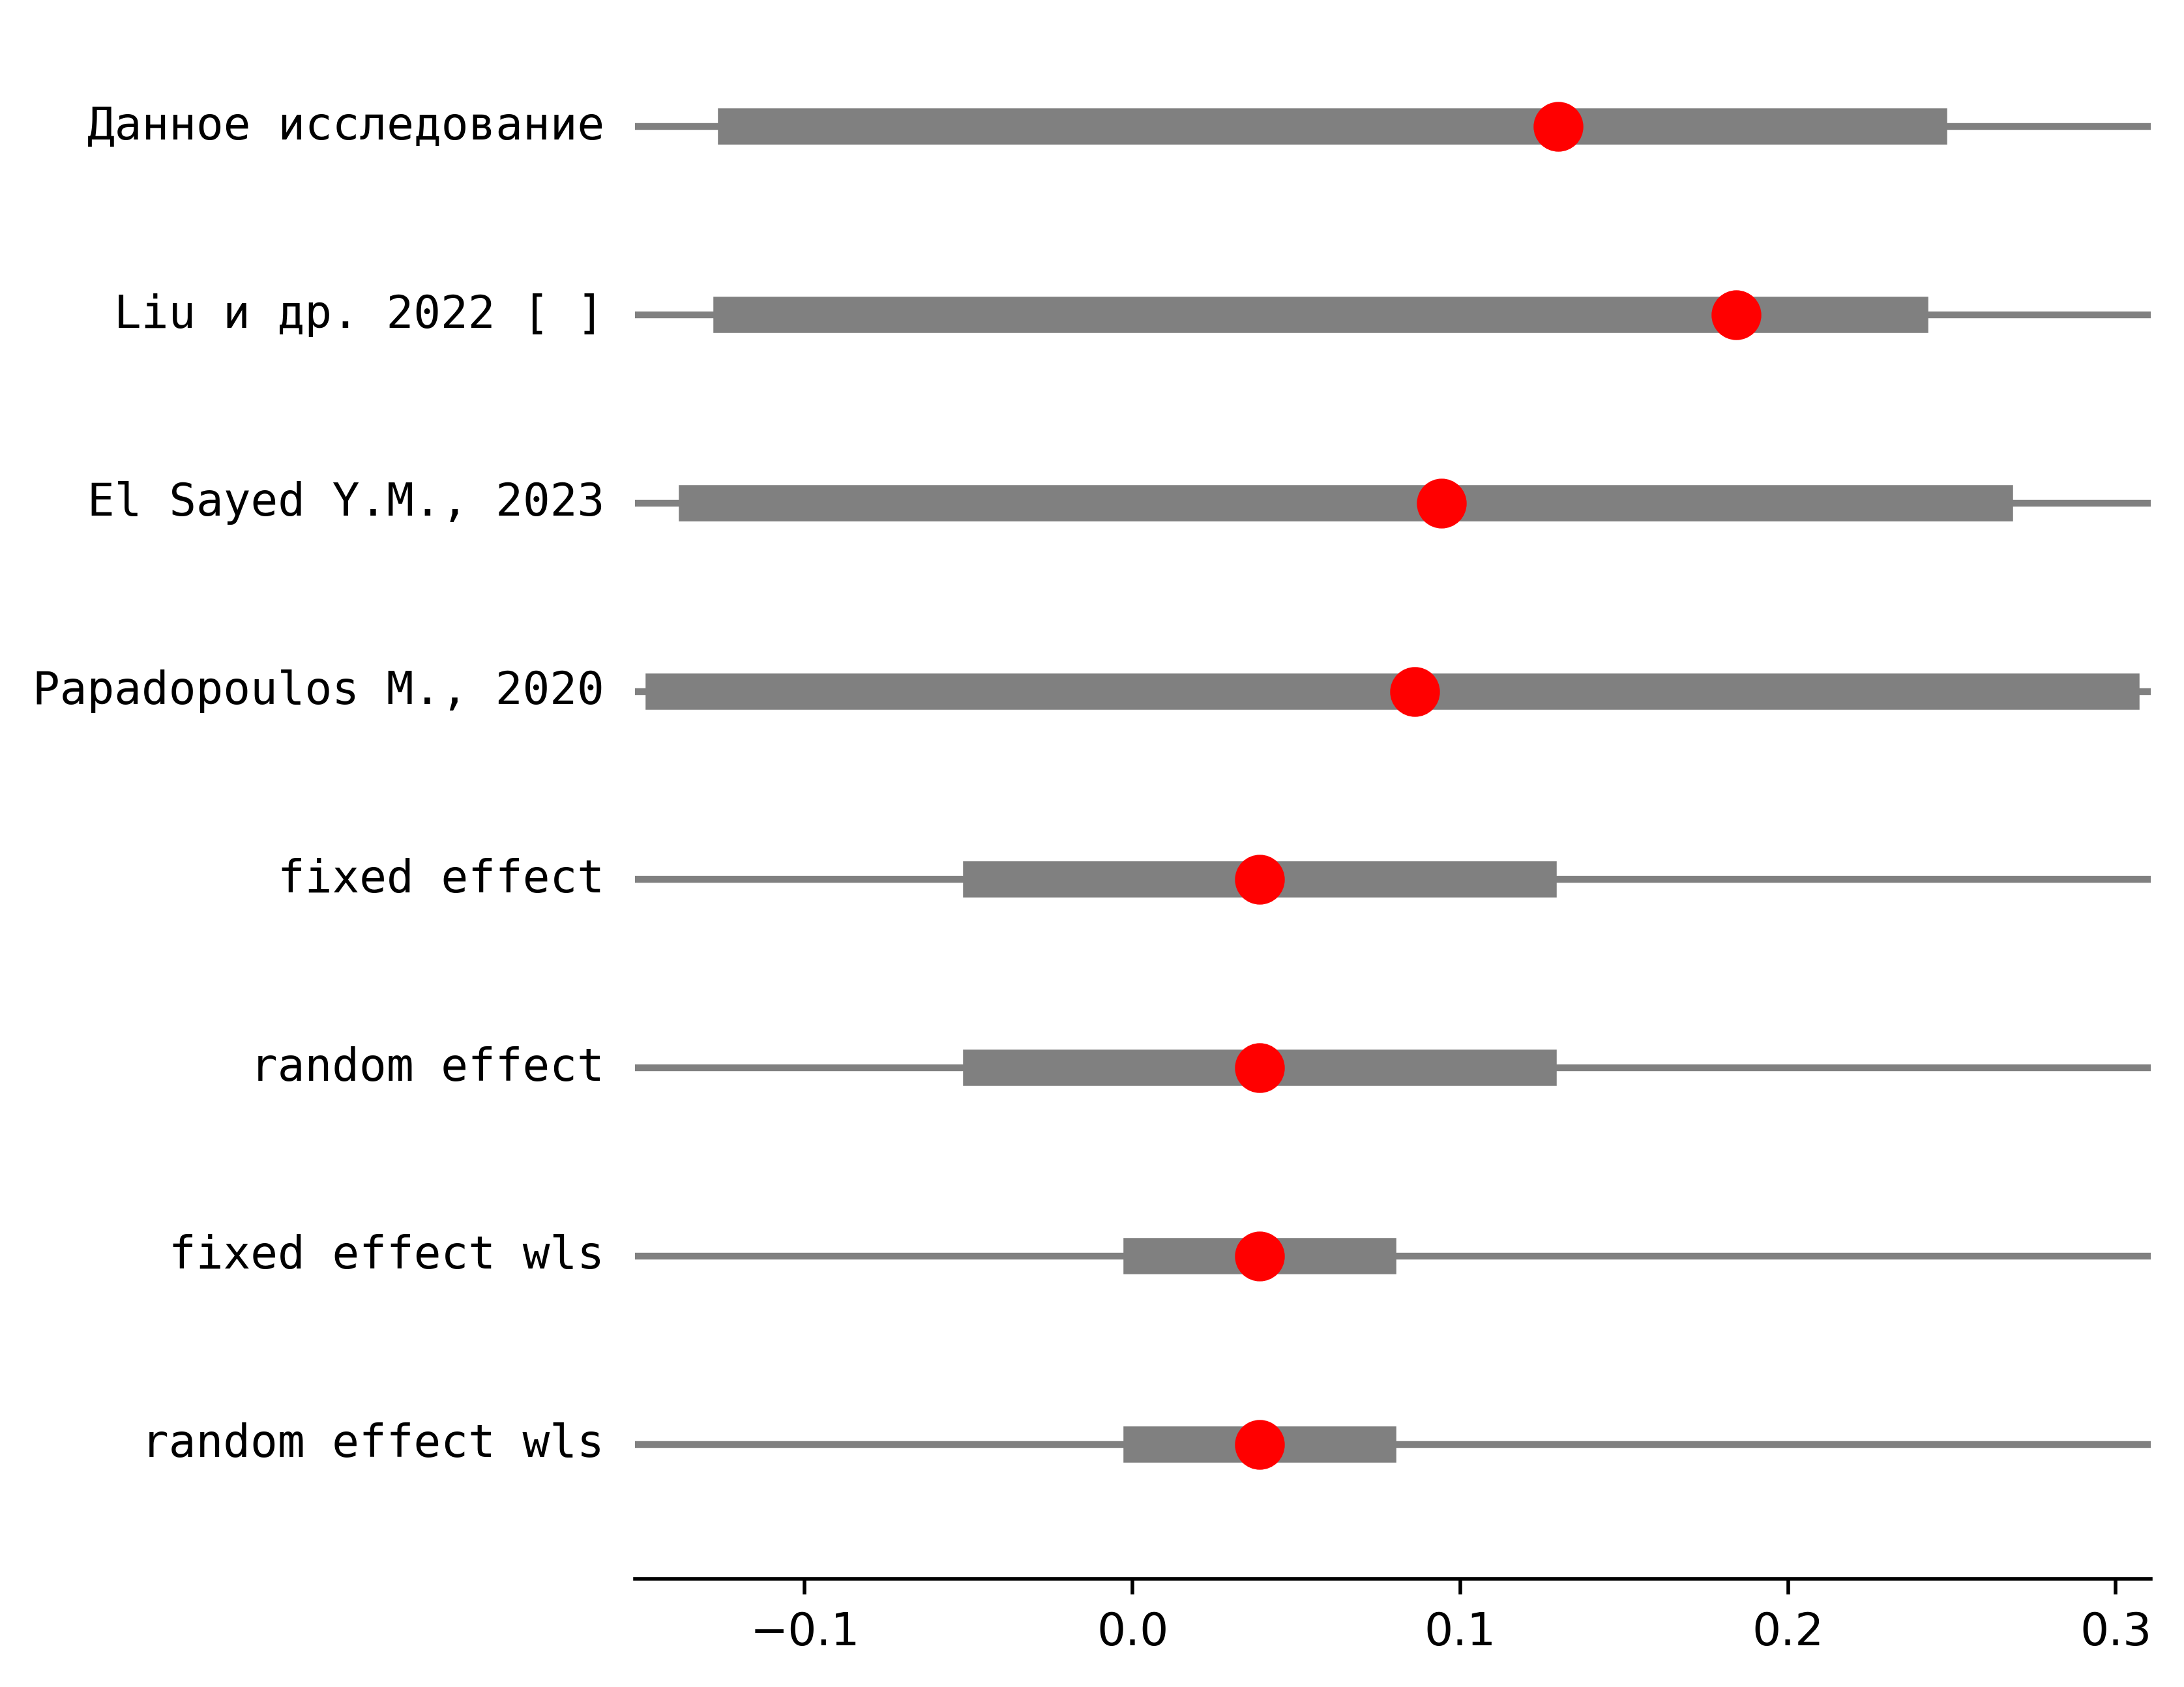 Данное исследование
Liu и др. 2022 [ ]
El Sayed Y.M., 2023
Papadopoulos M., 2020
fixed effect
random effect
fixed effect wls
random effect wls
−0.1 0.0 0.1 0.2 0.3